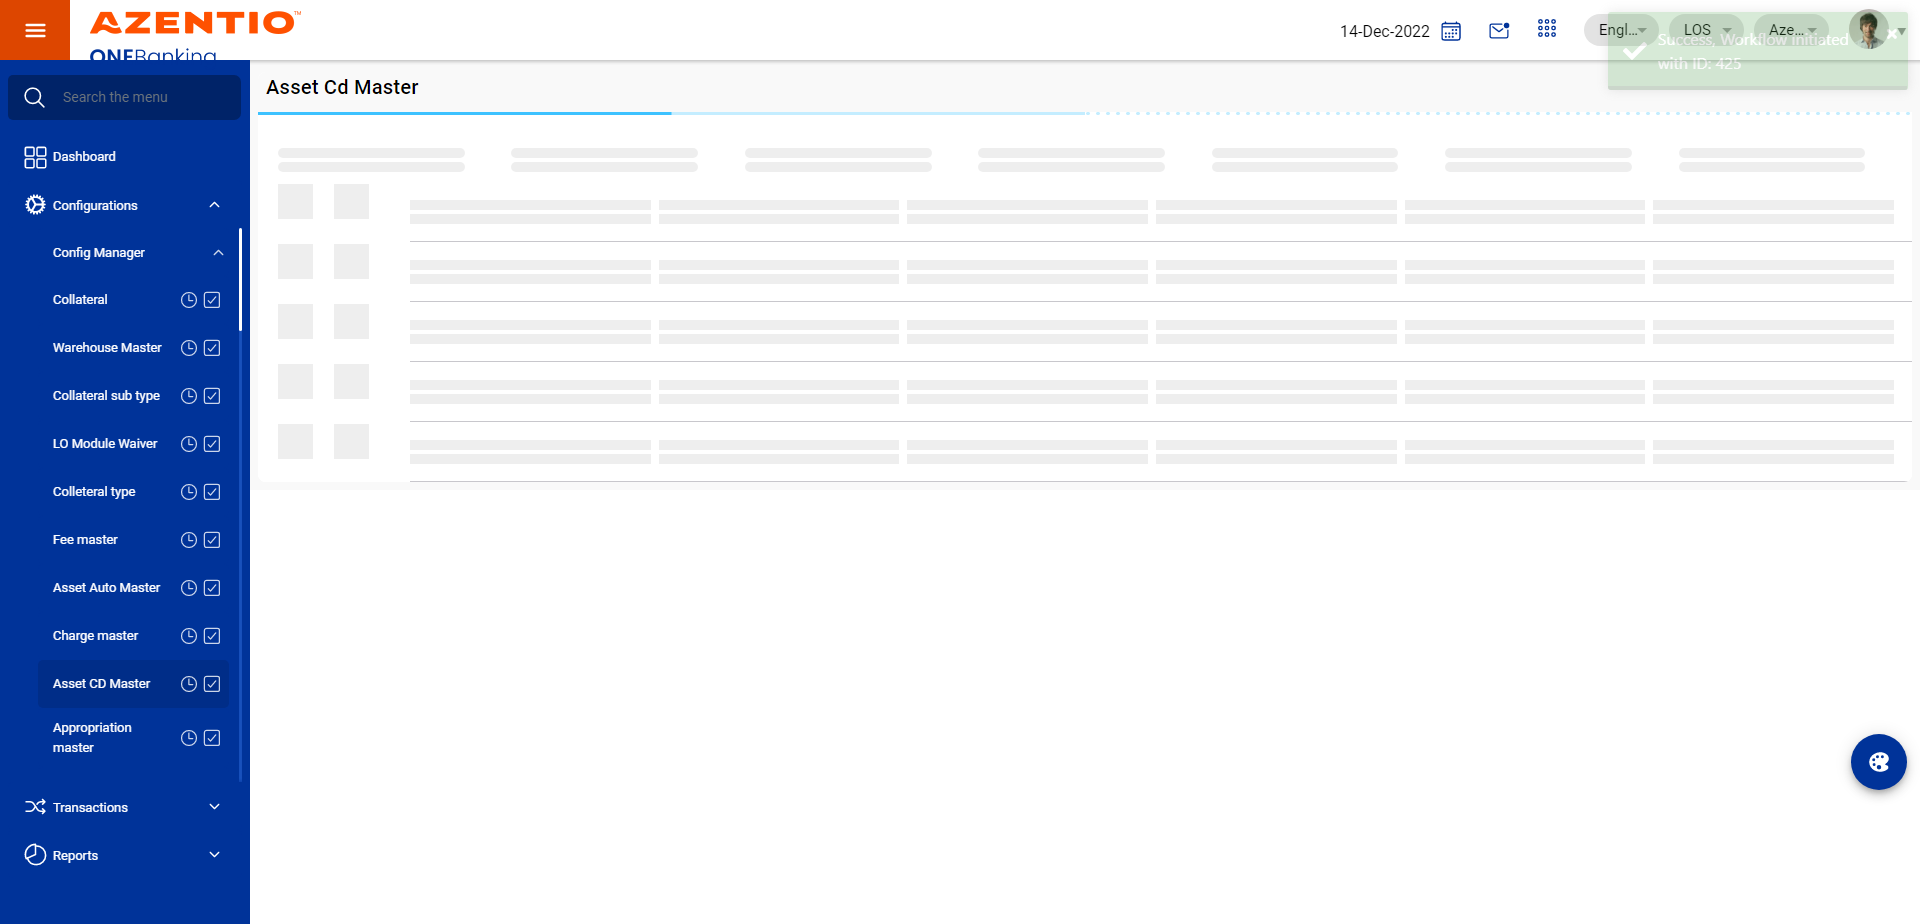 AZENTIO™
ONEBanking
14-Dec-2022
Engl...
LOS
Aze...
Success, Workflow initiated
with ID: 425
Search the menu
Asset Cd Master
Dashboard
Configurations
Config Manager
Collateral
Warehouse Master
Collateral sub type
LO Module Waiver
Colleteral type
Fee master
Asset Auto Master
Charge master
Asset CD Master
Appropriation
master
Transactions
Reports